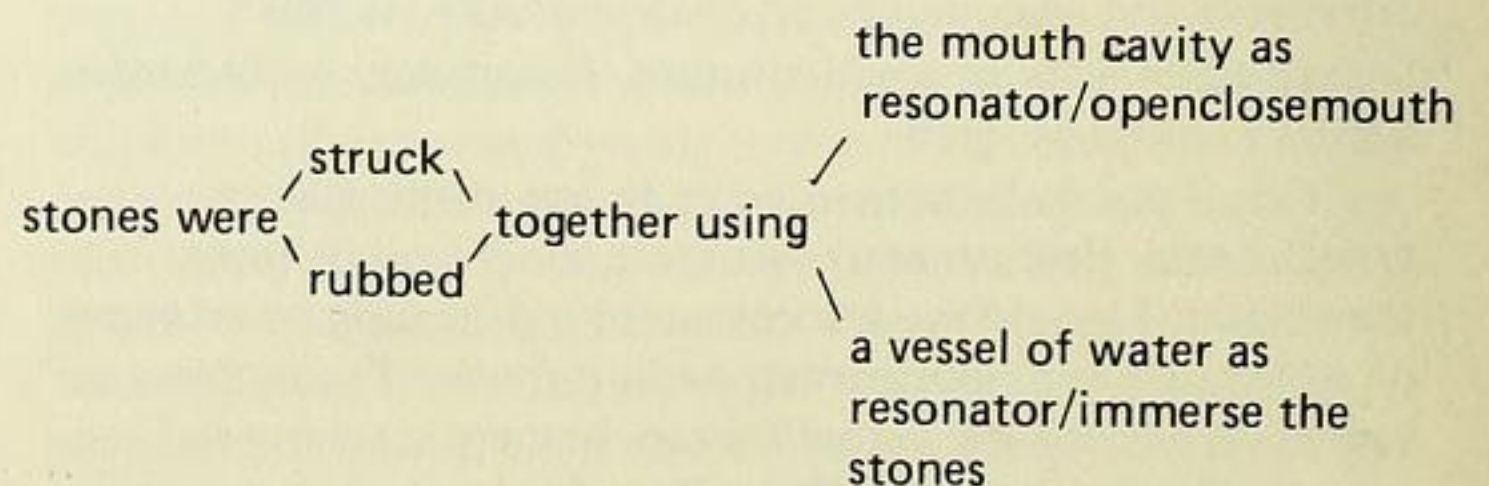 the mouth cavity as
resonator/openclosemouth
struck
stones were
together using
rubbed
a vessel of water as
resonator/immerse the
stones